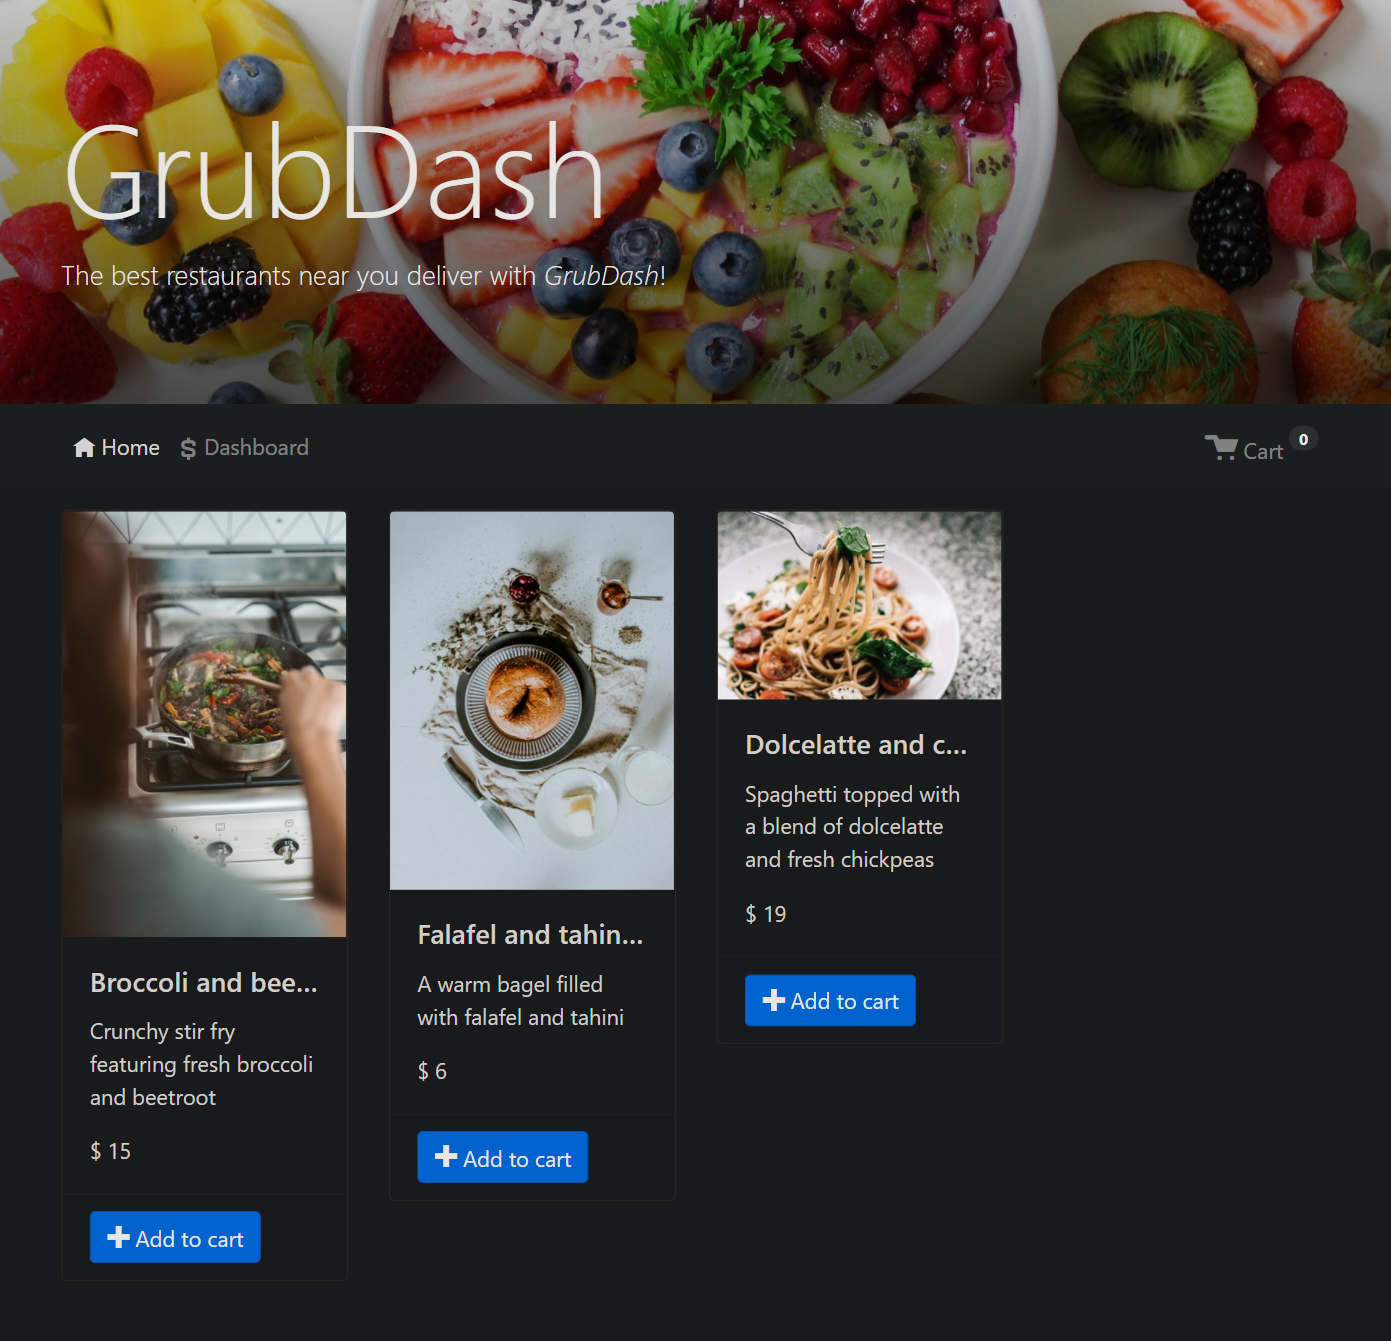 GrubDash
The best restaurants near you deliver with GrubDash!
Home
$ Dashboard
Cart
0
Broccoli and bee...
Crunchy stir fry
featuring fresh broccoli
and beetroot
$ 15
Add to cart
Falafel and tahin...
A warm bagel filled
with falafel and tahini
$ 6
Add to cart
Dolcelatte and c...
Spaghetti topped with
a blend of dolcelatte
and fresh chickpeas
$ 19
Add to cart